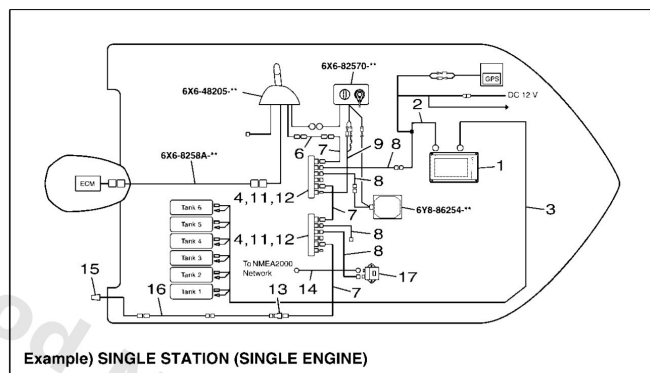 6X6-82570-**
6X6-48205-**
GPS
DC 12 V
2
6
7
9
8
6X6-8258A-**
1
ECM
8
4,11,12
7
6Y8-86254-**
3
Tank 6
Tank 5
Tank 4
Tank 3
Tank 2
Tank 1
4,11,12
8
8
To NMEA2000
Network
14
17
15
16
13
7
Example) SINGLE STATION (SINGLE ENGINE)